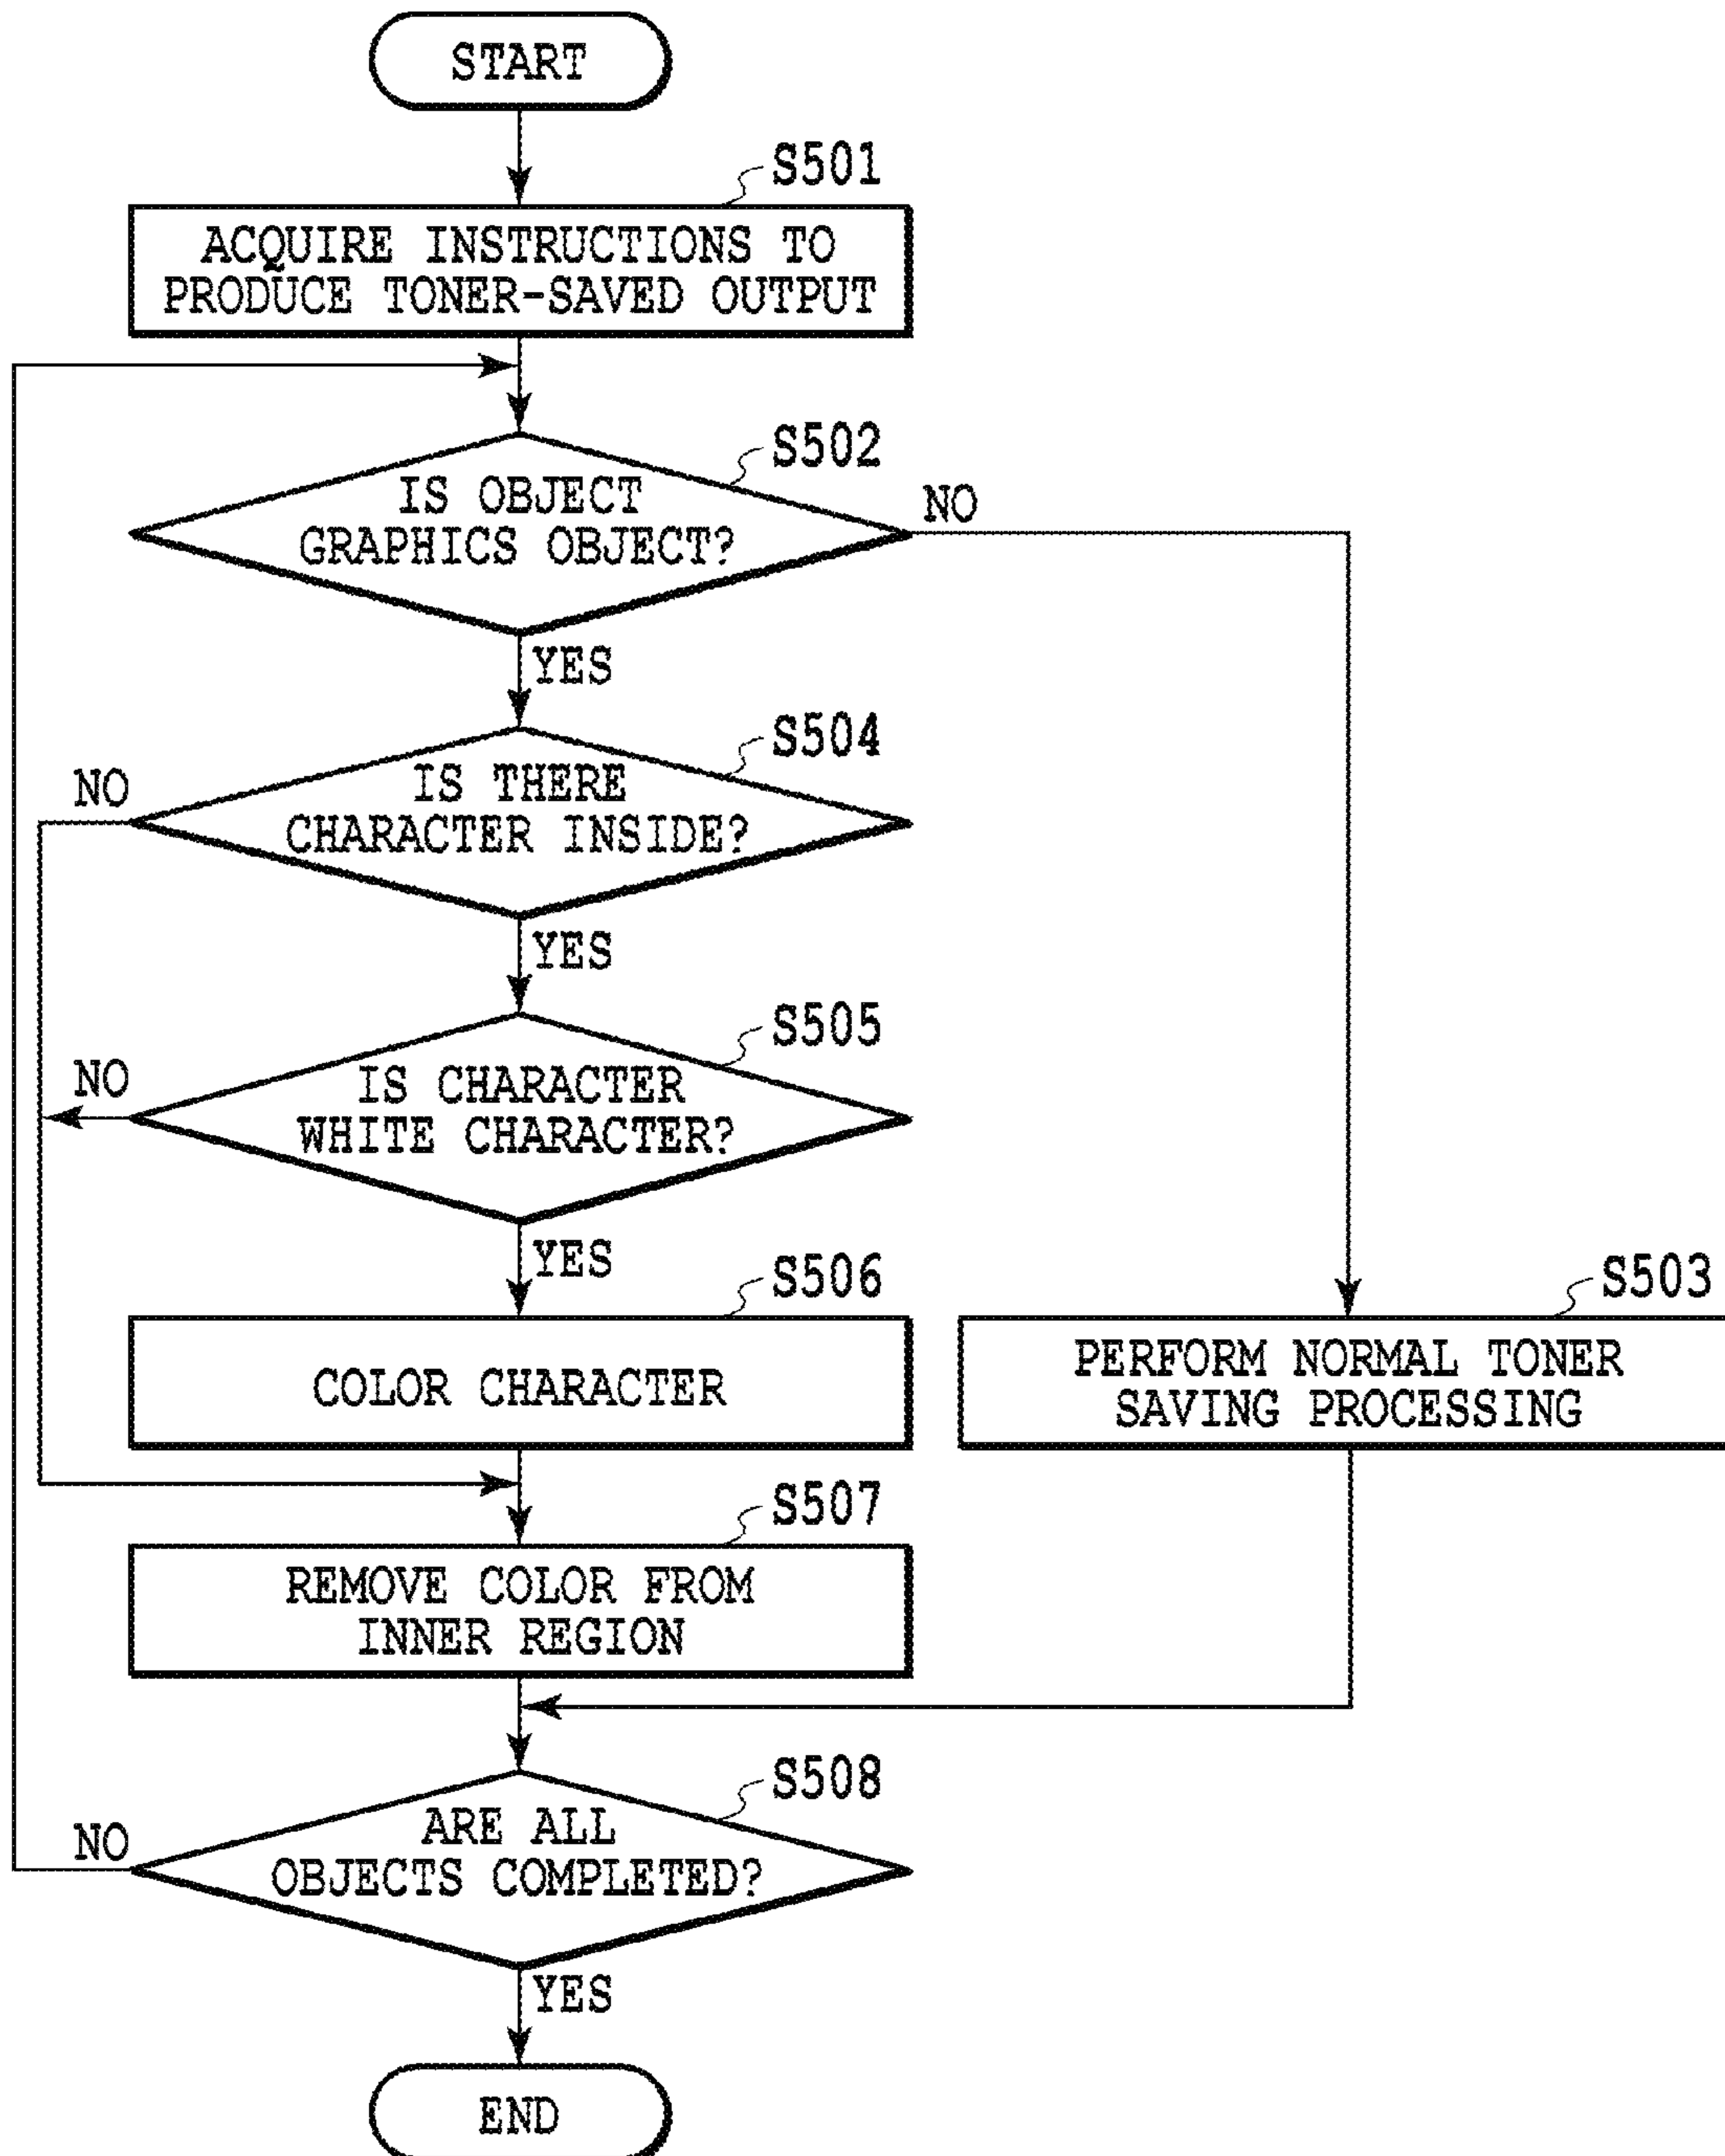 START
S501
ACQUIRE INSTRUCTIONS TO
PRODUCE TONER-SAVED OUTPUT
S502
IS OBJECT
GRAPHICS OBJECT?
NO
YES
S504
IS THERE
CHARACTER INSIDE?
NO
YES
S505
IS CHARACTER
WHITE CHARACTER?
NO
YES
S506
COLOR CHARACTER
S503
PERFORM NORMAL TONER
SAVING PROCESSING
S507
REMOVE COLOR FROM
INNER REGION
S508
ARE ALL
OBJECTS COMPLETED?
NO
YES
END